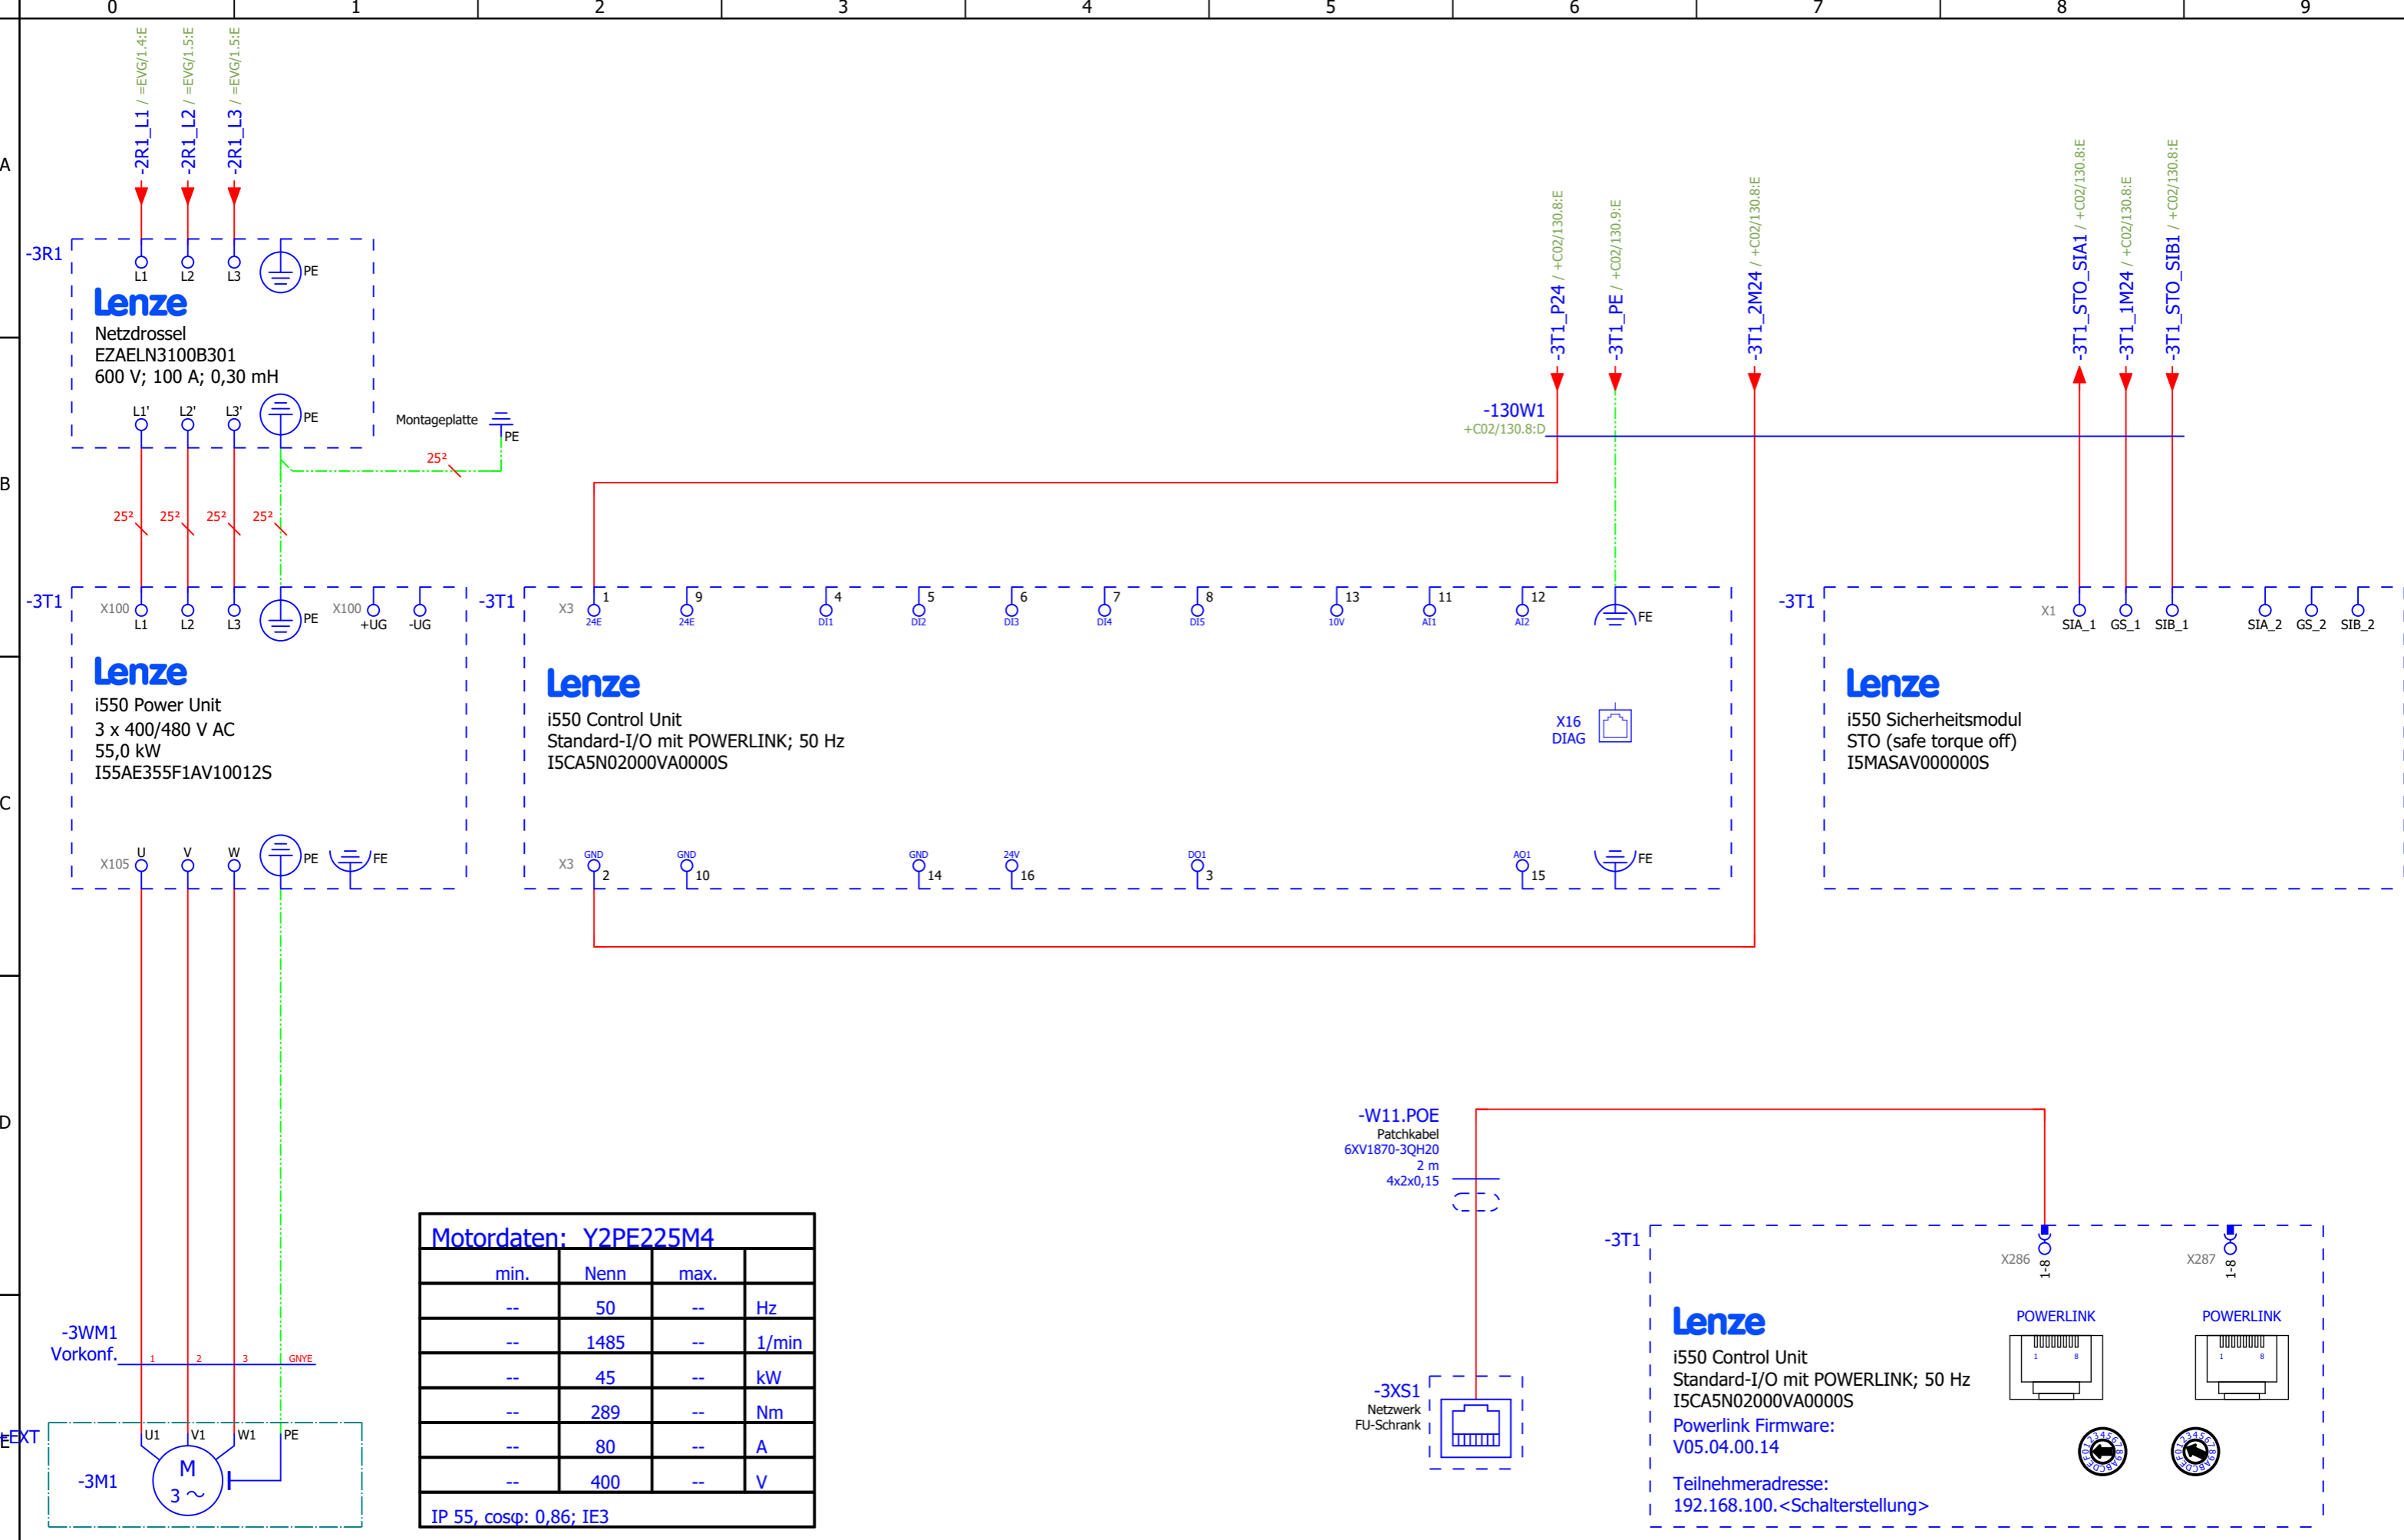 0 1 2 3 4 5 6 7 8 9
A
B
C
D
E
-2R1_L1 / =EVG/1.4:E
-2R1_L2 / =EVG/1.5:E
-2R1_L3 / =EVG/1.5:E
-3R1
L1 L2 L3 PE
Lenze
Netzdrossel
EZAELN3100B301
600 V; 100 A; 0,30 mH
L1' L2' L3' PE
Montageplatte
PE
25²
25² 25² 25² 25²
-3T1_P24 / +C02/130.8:E
-3T1_PE / +C02/130.9:E
-3T1_2M24 / +C02/130.8:E
-3T1_STO_SIA1 / +C02/130.8:E
-3T1_1M24 / +C02/130.8:E
-3T1_STO_SIB1 / +C02/130.8:E
-130W1
+C02/130.8:D
-3T1
X100 L1 L2 L3 PE X100 +UG -UG
Lenze
i550 Power Unit
3 x 400/480 V AC
55,0 kW
I55AE355F1AV10012S
X105 U V W PE FE
-3T1
X3
1 9 4 5 6 7 8 13 11 12
24E 24E DI1 DI2 DI3 DI4 DI5 10V AI1 AI2 FE
Lenze
i550 Control Unit
Standard-I/O mit POWERLINK; 50 Hz
I5CA5N02000VA0000S
X16
DIAG
X3
GND GND GND 24V DO1 AO1 FE
2 10 14 16 3 15
-3T1
X1
SIA_1 GS_1 SIB_1 SIA_2 GS_2 SIB_2
Lenze
i550 Sicherheitsmodul
STO (safe torque off)
I5MASAV000000S
-3WM1
Vorkonf.
1 2 3 GNYE
=EXT
U1 V1 W1 PE
-3M1
M
3 ~
Motordaten: Y2PE225M4
min. Nenn max.
-- 50 -- Hz
-- 1485 -- 1/min
-- 45 -- kW
-- 289 -- Nm
-- 80 -- A
-- 400 -- V
IP 55, cosφ: 0,86; IE3
-W11.POE
Patchkabel
6XV1870-3QH20
2 m
4x2x0,15
-3XS1
Netzwerk
FU-Schrank
-3T1
X286 1-8
X287 1-8
POWERLINK
1 8
POWERLINK
1 8
Lenze
i550 Control Unit
Standard-I/O mit POWERLINK; 50 Hz
I5CA5N02000VA0000S
Powerlink Firmware:
V05.04.00.14
Teilnehmeradresse:
192.168.100.<Schalterstellung>
0123456789ABCDEF
0123456789ABCDEF